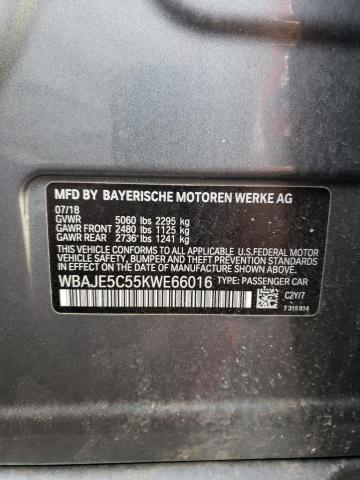 MFD BY BAYERISCHE MOTOREN WERKE AG
07/18
GVWR 5060 lbs 2295 kg
GAWR FRONT 2480 lbs 1125 kg
GAWR REAR 2736 lbs 1241 kg
THIS VEHICLE CONFORMS TO ALL APPLICABLE U.S. FEDERAL MOTOR
VEHICLE SAFETY, BUMPER AND THEFT PREVENTION STANDARDS
IN EFFECT ON THE DATE OF MANUFACTURE SHOWN ABOVE.
WBAJE5C55KWE66016 TYPE: PASSENGER CAR
C2Y/7
7 315 814